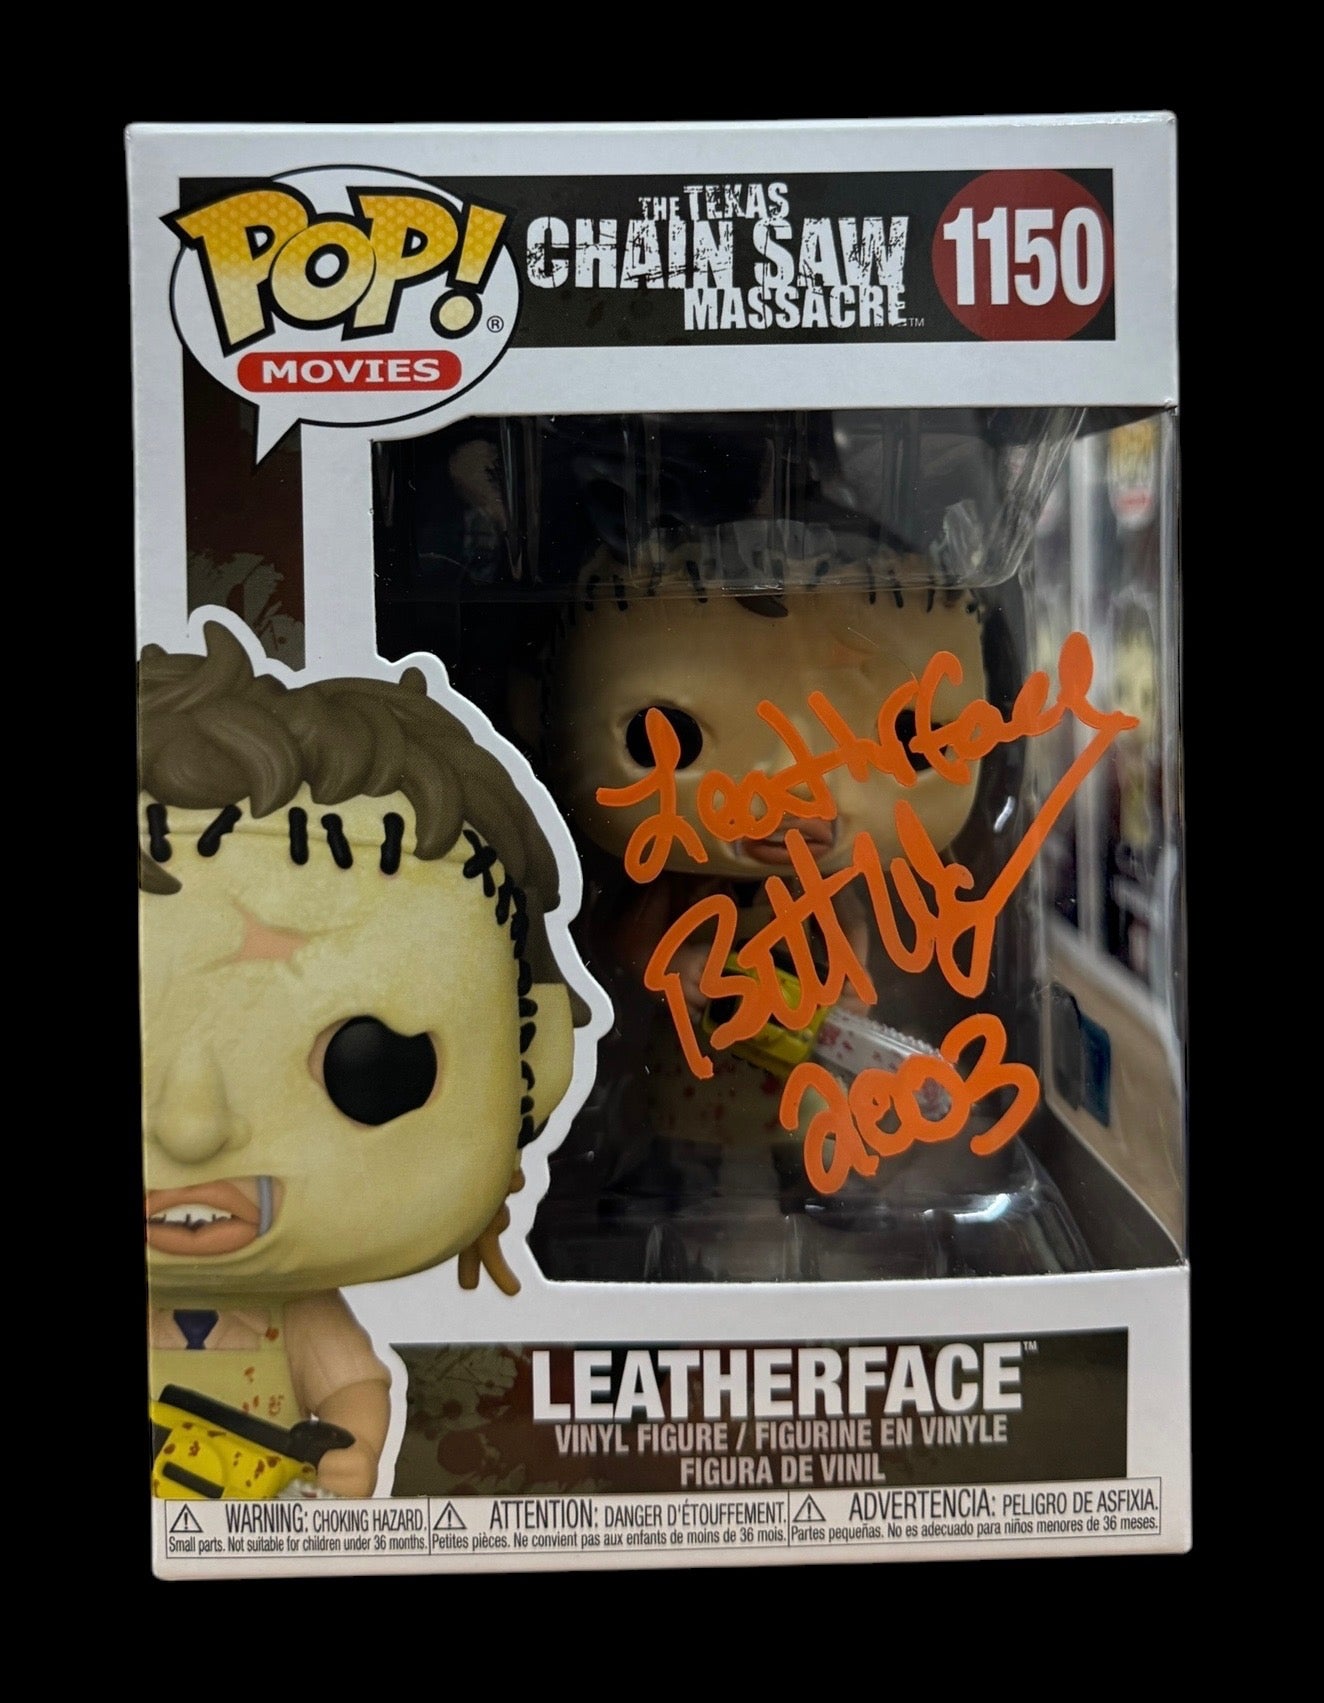 POP!®
MOVIES
THE TEXAS
CHAIN SAW
MASSACRE™
1150
Leatherface
2003
LEATHERFACE™
VINYL FIGURE / FIGURINE EN VINYLE
FIGURA DE VINIL
WARNING: CHOKING HAZARD.
Small parts. Not suitable for children under 36 months.
ATTENTION: DANGER D'ÉTOUFFEMENT.
Petites pièces. Ne convient pas aux enfants de moins de 36 mois.
ADVERTENCIA: PELIGRO DE ASFIXIA.
Partes pequeñas. No es adecuado para niños menores de 36 meses.